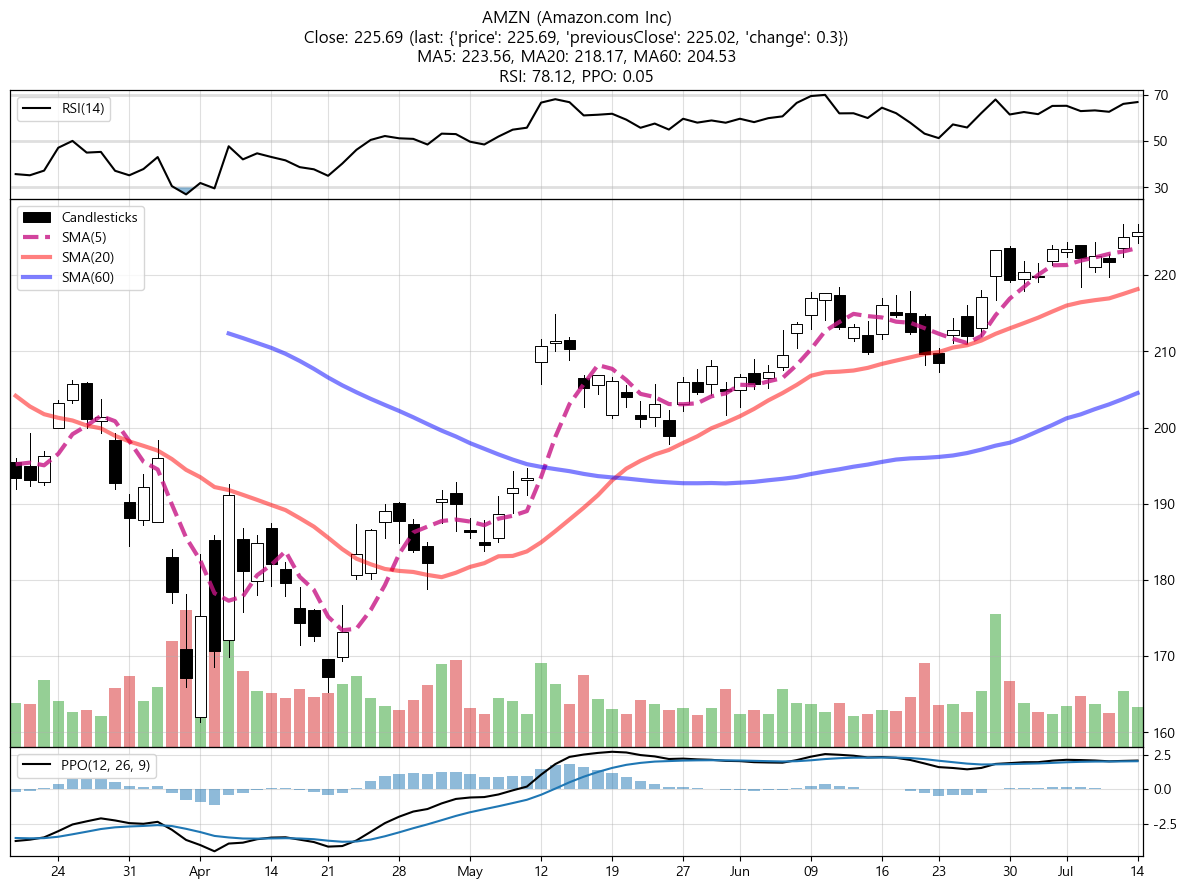 AMZN (Amazon.com Inc)
Close: 225.69 (last: {'price': 225.69, 'previousClose': 225.02, 'change': 0.3})
MA5: 223.56, MA20: 218.17, MA60: 204.53
RSI: 78.12, PPO: 0.05
RSI(14)
70
50
30
Candlesticks
SMA(5)
SMA(20)
SMA(60)
220
210
200
190
180
170
160
PPO(12, 26, 9)
2.5
0.0
−2.5
24 31 Apr 14 21 28 May 12 19 27 Jun 09 16 23 30 Jul 14